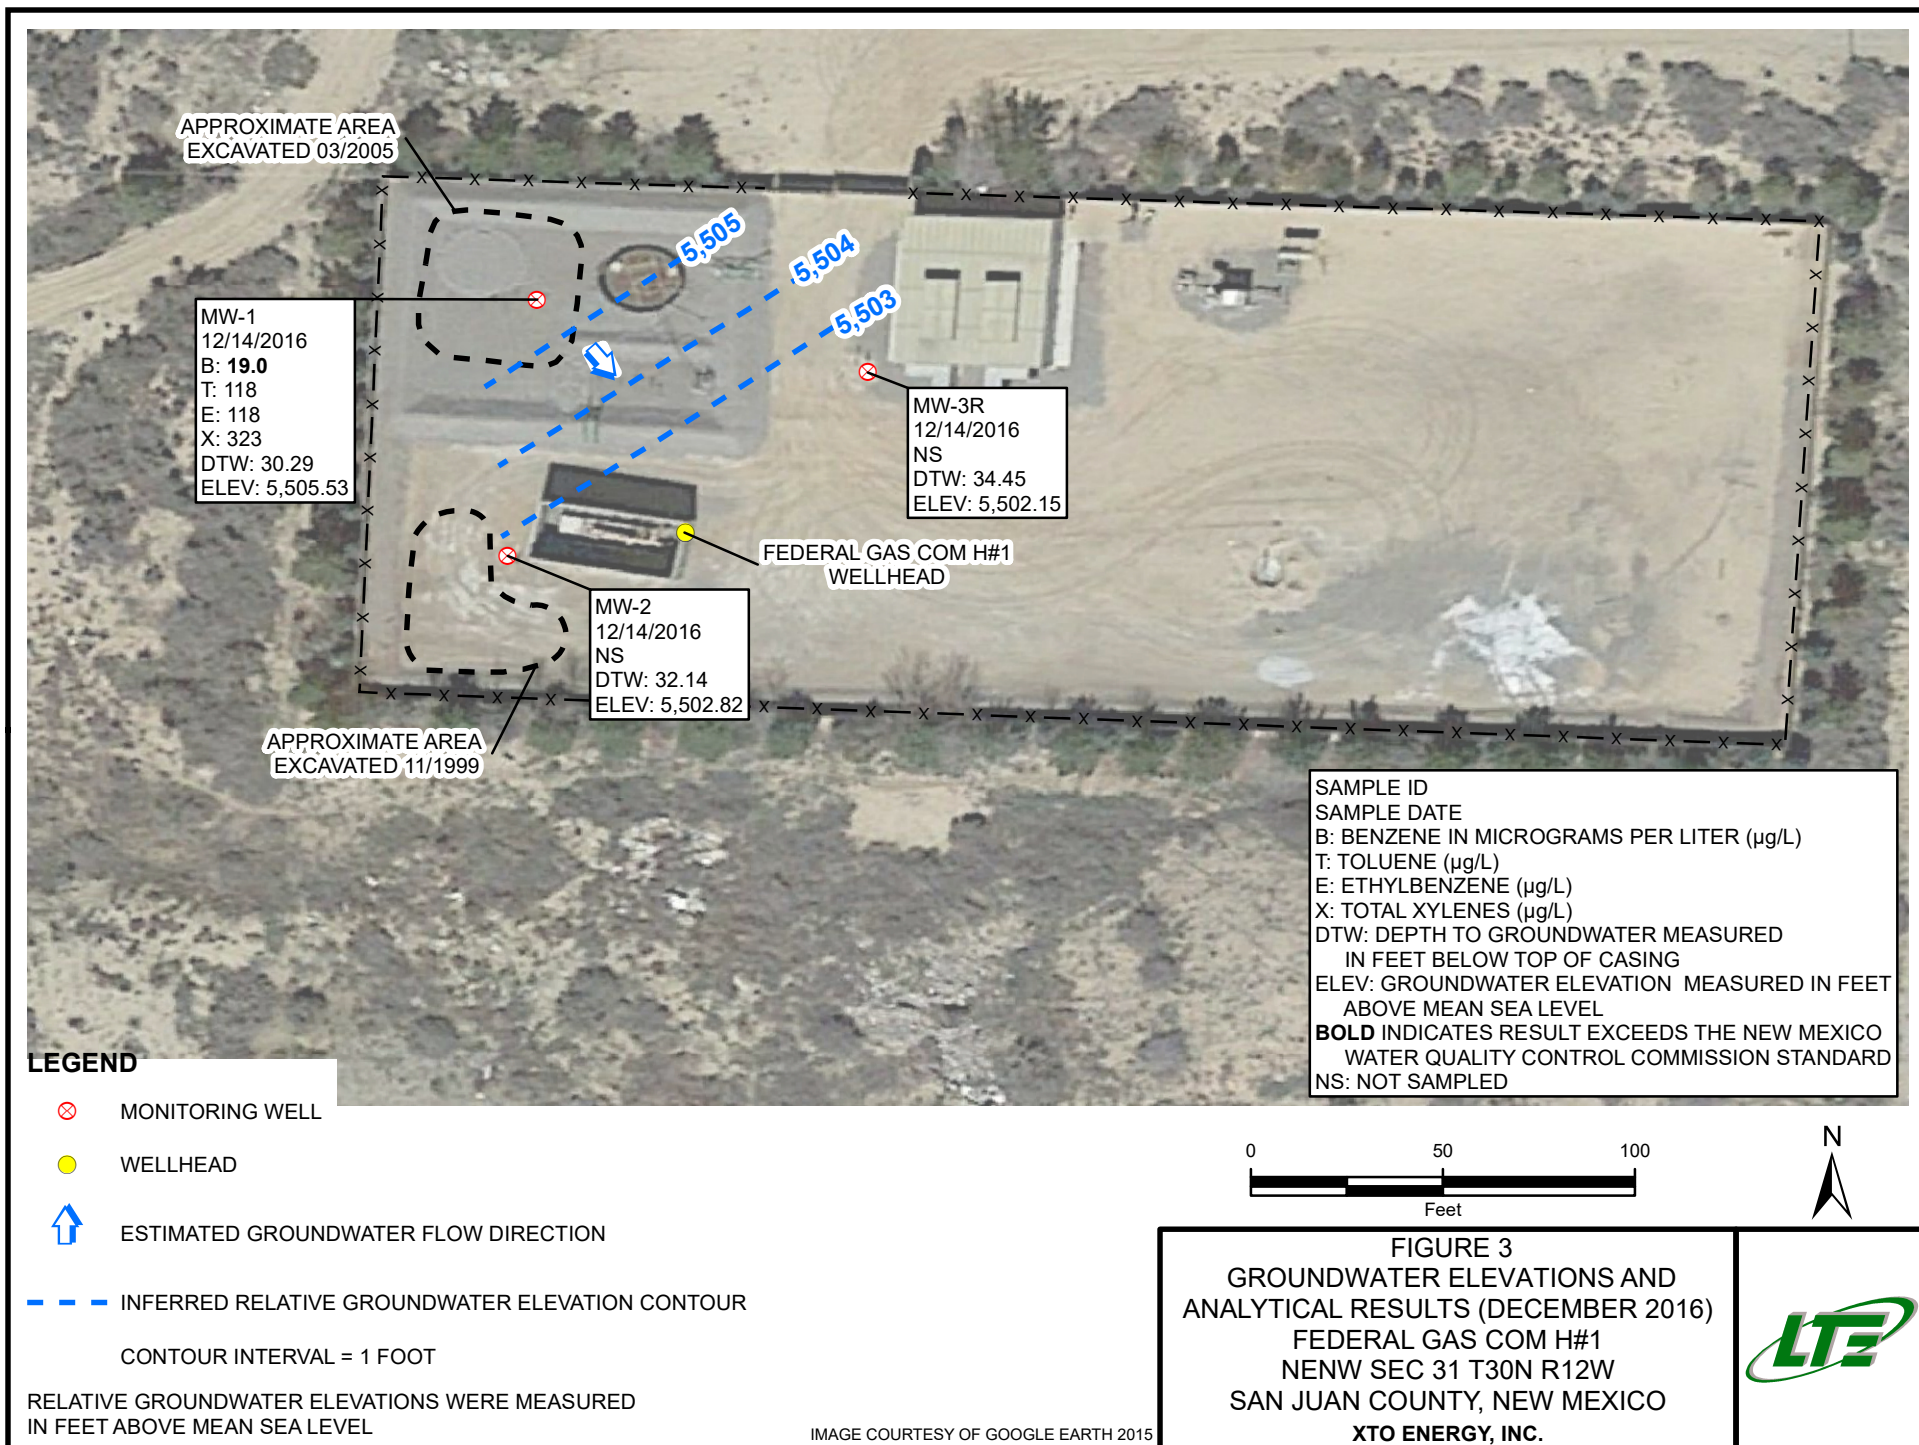 APPROXIMATE AREA
EXCAVATED 03/2005
5,505
5,504
5,503
MW-1
12/14/2016
B: 19.0
T: 118
E: 118
X: 323
DTW: 30.29
ELEV: 5,505.53
MW-3R
12/14/2016
NS
DTW: 34.45
ELEV: 5,502.15
FEDERAL GAS COM H#1
WELLHEAD
MW-2
12/14/2016
NS
DTW: 32.14
ELEV: 5,502.82
APPROXIMATE AREA
EXCAVATED 11/1999
SAMPLE ID
SAMPLE DATE
B: BENZENE IN MICROGRAMS PER LITER (µg/L)
T: TOLUENE (µg/L)
E: ETHYLBENZENE (µg/L)
X: TOTAL XYLENES (µg/L)
DTW: DEPTH TO GROUNDWATER MEASURED
IN FEET BELOW TOP OF CASING
ELEV: GROUNDWATER ELEVATION MEASURED IN FEET
ABOVE MEAN SEA LEVEL
BOLD INDICATES RESULT EXCEEDS THE NEW MEXICO
WATER QUALITY CONTROL COMMISSION STANDARD
NS: NOT SAMPLED
LEGEND
MONITORING WELL
WELLHEAD
ESTIMATED GROUNDWATER FLOW DIRECTION
INFERRED RELATIVE GROUNDWATER ELEVATION CONTOUR
CONTOUR INTERVAL = 1 FOOT
RELATIVE GROUNDWATER ELEVATIONS WERE MEASURED
IN FEET ABOVE MEAN SEA LEVEL
IMAGE COURTESY OF GOOGLE EARTH 2015
0 50 100
Feet
N
FIGURE 3
GROUNDWATER ELEVATIONS AND
ANALYTICAL RESULTS (DECEMBER 2016)
FEDERAL GAS COM H#1
NENW SEC 31 T30N R12W
SAN JUAN COUNTY, NEW MEXICO
XTO ENERGY, INC.
LTE